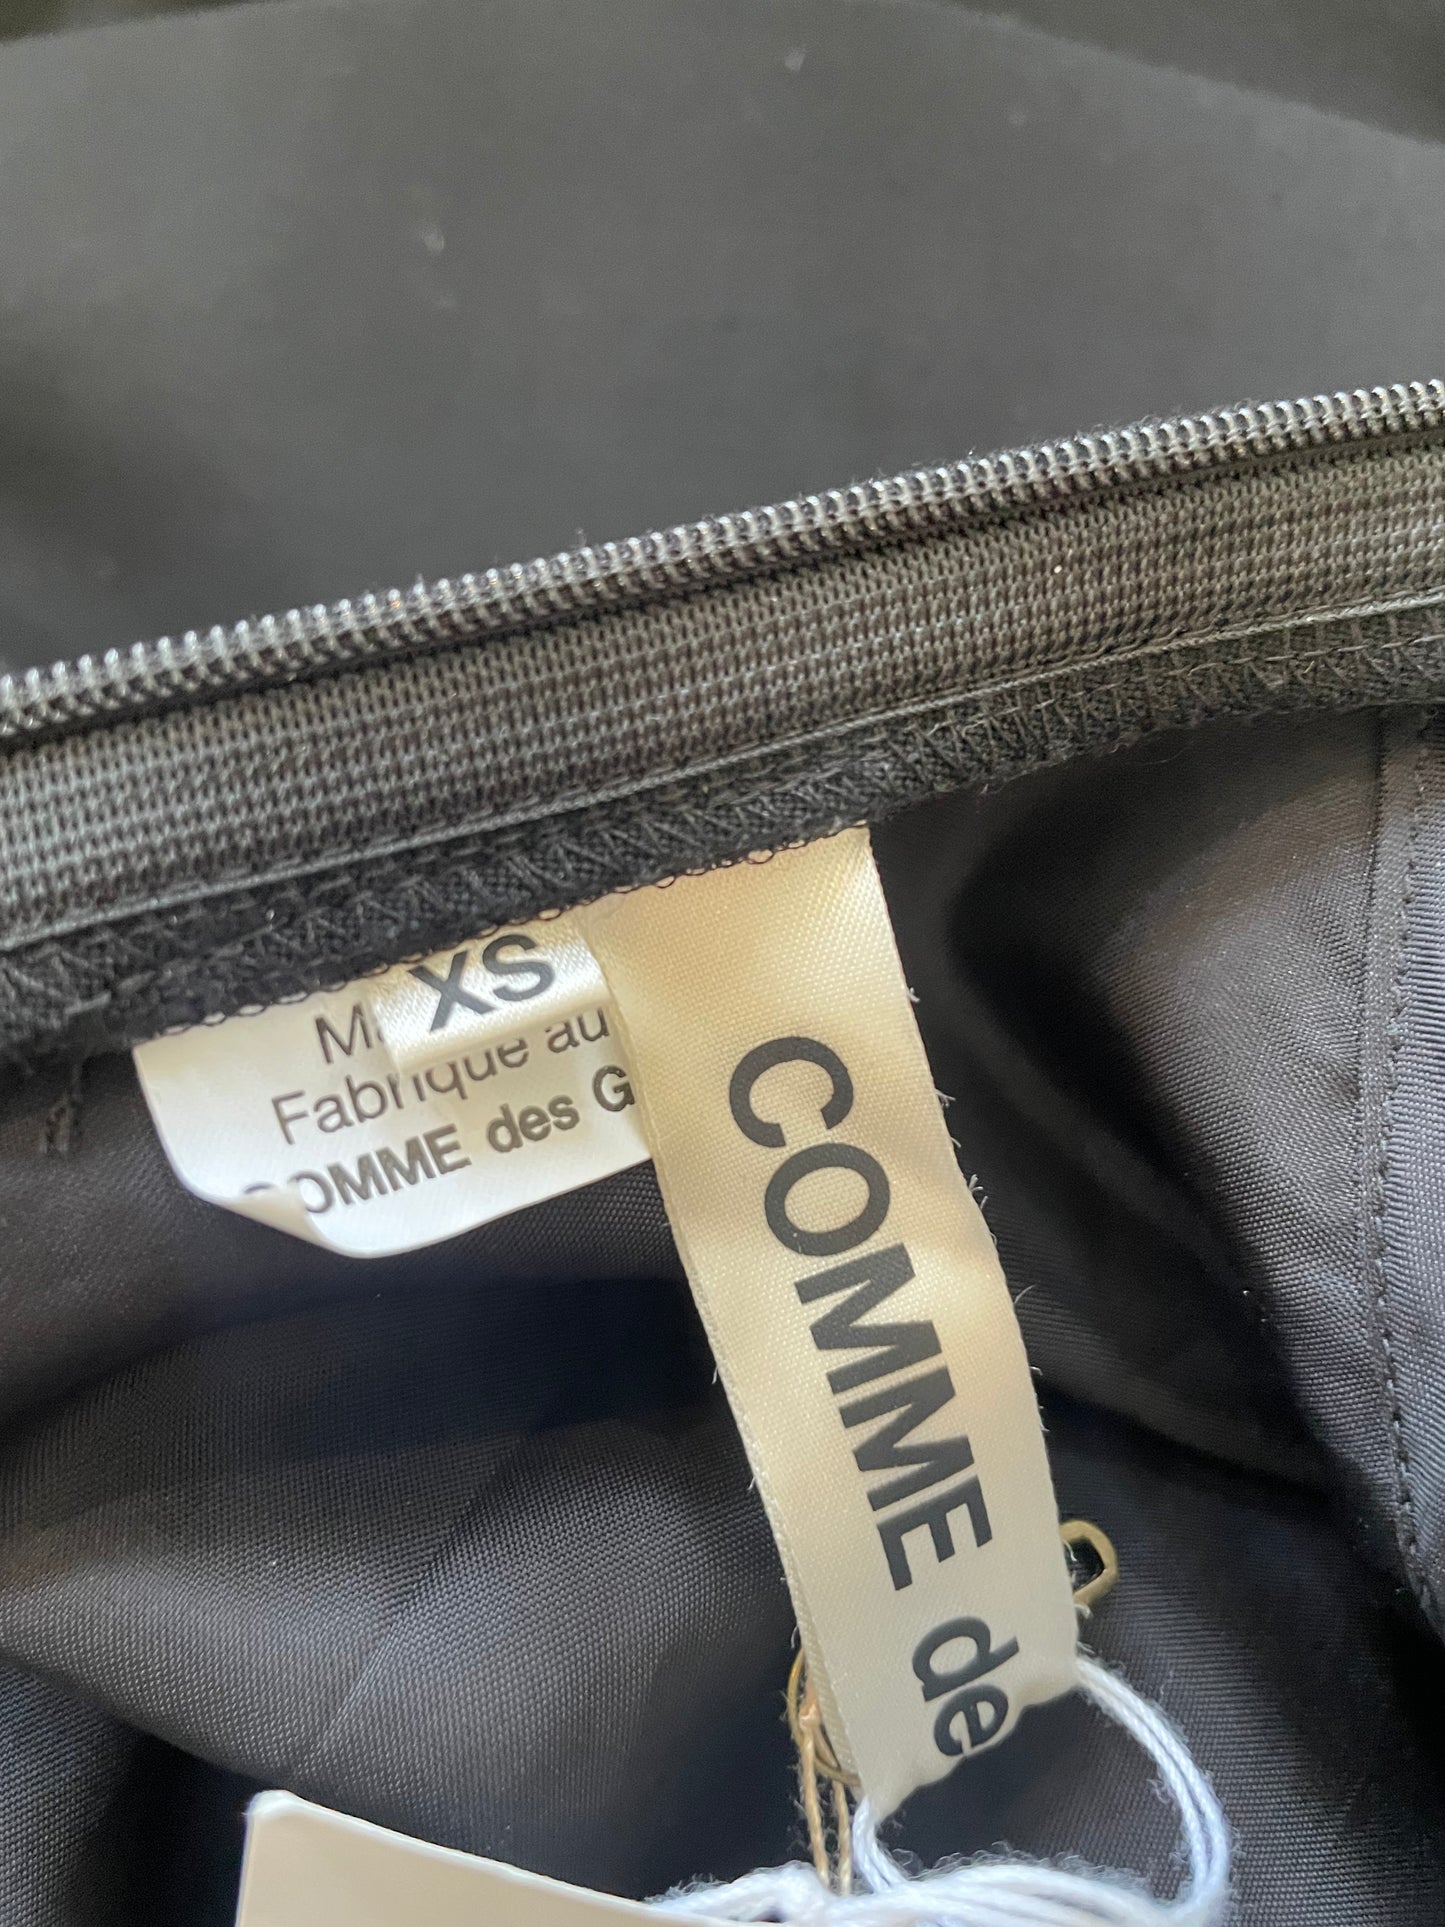 XS
Fabrique au
COMME des G
COMME de